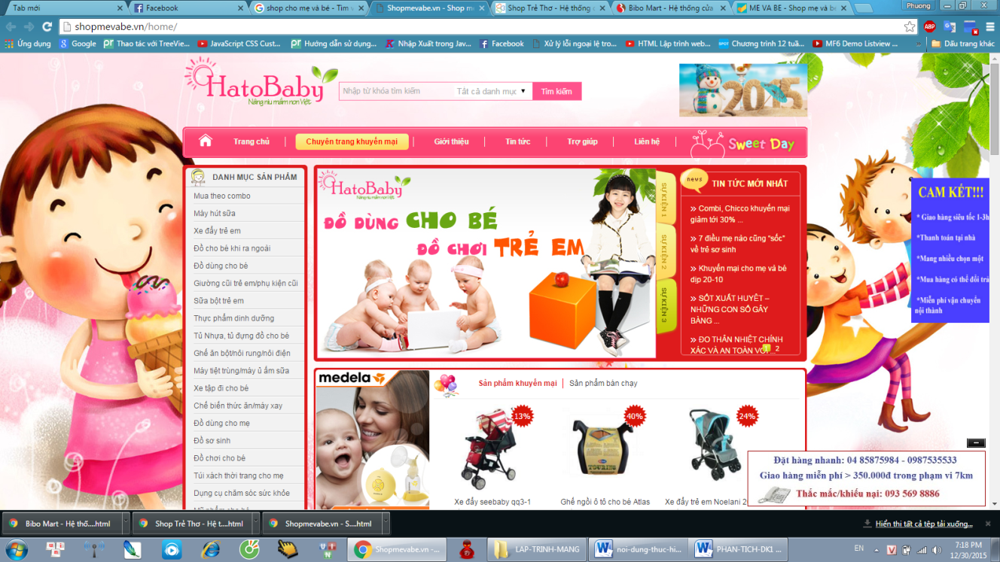 Tab mới
Facebook
shop cho mẹ và bé - Tìm v
Shopmevabe.vn - Shop m
Shop Trẻ Thơ - Hệ thống c
Bibo Mart - Hệ thống cửa
ME VA BE - Shop mẹ và bé
Phuong
shopmevabe.vn/home/
ABP
Ứng dụng
Google
Thao tác với TreeVie...
JavaScript CSS Cust...
Hướng dẫn sử dụng...
Nhập Xuất trong Jav...
Facebook
Xử lý lỗi ngoại lệ tro...
HTML Lập trình web...
Chương trình 12 tuầ...
MF6 Demo Listview ...
Dấu trang khác
HatoBaby
Nâng niu mầm non Việt
Nhập từ khóa tìm kiếm
Tất cả danh mục
Tìm kiếm
2015
Trang chủ
Chuyên trang khuyến mại
Giới thiệu
Tin tức
Trợ giúp
Liên hệ
Sweet Day
DANH MỤC SẢN PHẨM
Mua theo combo
Máy hút sữa
Xe đẩy trẻ em
Đồ cho bé khi ra ngoài
Đồ dùng cho bé
Giường cũi trẻ em/phụ kiện cũi
Sữa bột trẻ em
Thực phẩm dinh dưỡng
Tủ Nhựa, tủ đựng đồ cho bé
Ghế ăn bột/nôi rung/nôi điện
Máy tiệt trùng/máy ủ ấm sữa
Xe tập đi cho bé
Chế biến thức ăn/máy xay
Đồ dùng cho mẹ
Đồ sơ sinh
Đồ chơi cho bé
Túi xách thời trang cho mẹ
Dụng cụ chăm sóc sức khỏe
HatoBaby
Nâng niu mầm non Việt
ĐỒ DÙNG CHO BÉ
ĐỒ CHƠI TRẺ EM
SỰ KIỆN 1
SỰ KIỆN 2
SỰ KIỆN 3
news
TIN TỨC MỚI NHẤT
» Combi, Chicco khuyến mại
giảm tới 30% ...
» 7 điều mẹ nào cũng "sốc"
về trẻ sơ sinh
» Khuyến mại cho mẹ và bé
dịp 20-10
» SỐT XUẤT HUYẾT –
NHỮNG CON SỐ GÂY
BÀNG ...
» ĐO THÂN NHIỆT CHÍNH
XÁC VÀ AN TOÀN VỚI ...
1 2
CAM KẾT!!!
* Giao hàng siêu tốc 1-3h
*Thanh toán tại nhà
*Mang nhiều chọn một
*Mua hàng có thể đổi trả
*Miễn phí vận chuyển
nội thành
medela
Sản phẩm khuyến mại
Sản phẩm bán chạy
13%
40%
24%
TOURING
Xe đẩy seebaby qq3-1
Ghế ngồi ô tô cho bé Atlas
Xe đẩy trẻ em Noelani 2
Đặt hàng nhanh: 04 85875984 - 0987535533
Giao hàng miễn phí > 350.000đ trong phạm vi 7km
Thắc mắc/khiếu nại: 093 569 8886
Bibo Mart - Hệ thố....html
Shop Trẻ Thơ - Hệ t....html
Shopmevabe.vn - S....html
Hiển thị tất cả tệp tải xuống...
Shopmevabe.vn -...
LAP-TRINH-MANG
noi-dung-thuc-hi...
PHAN-TICH-DK1 ...
EN
7:18 PM
12/30/2015